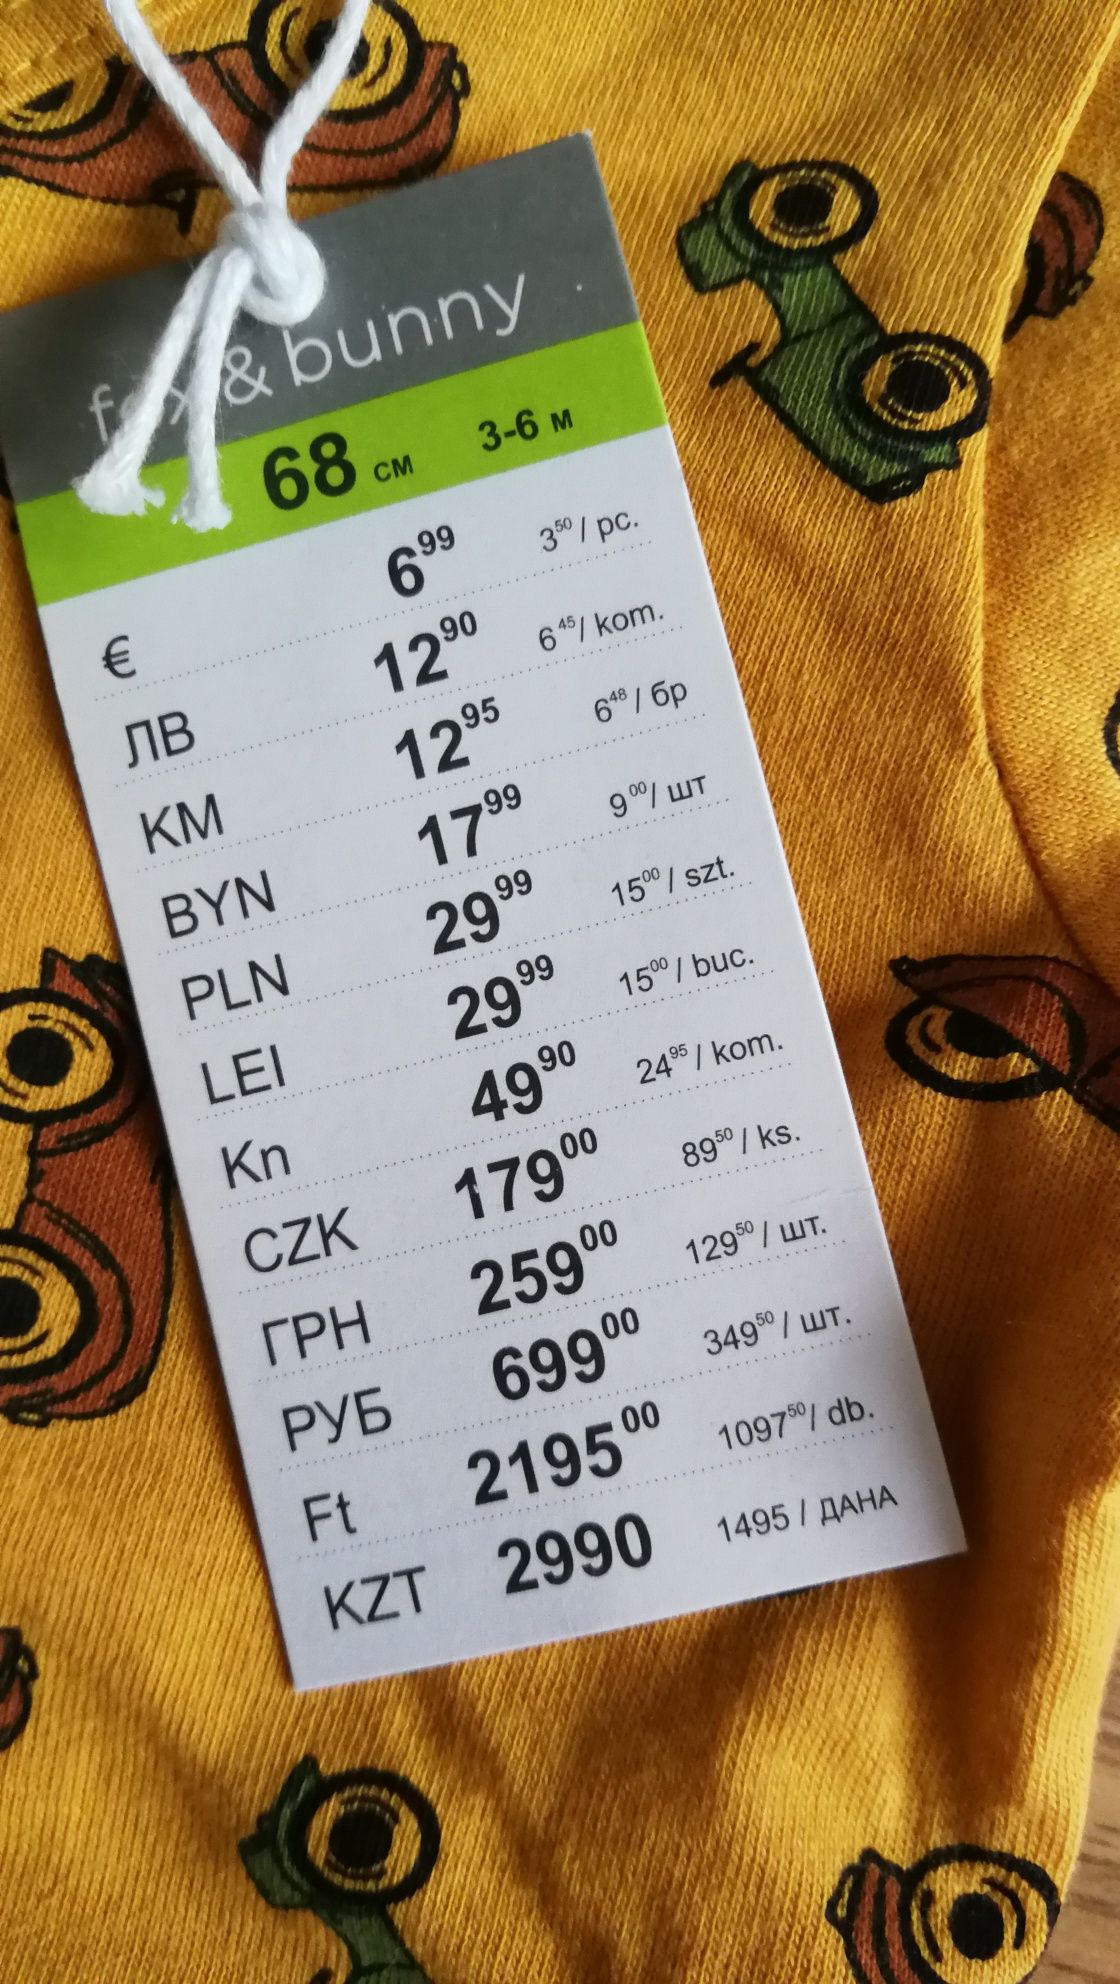 fox & bunny
68 см 3-6 м
€ 6⁹⁹ 3⁵⁰ / pc.
ЛВ 12⁹⁰ 6⁴⁵ / kom.
KM 12⁹⁵ 6⁴⁸ / бр
BYN 17⁹⁹ 9⁰⁰ / шт
PLN 29⁹⁹ 15⁰⁰ / szt.
LEI 29⁹⁹ 15⁰⁰ / buc.
Kn 49⁹⁰ 24⁹⁵ / kom.
CZK 179⁰⁰ 89⁵⁰ / ks.
ГРН 259⁰⁰ 129⁵⁰ / шт.
РУБ 699⁰⁰ 349⁵⁰ / шт.
Ft 2195⁰⁰ 1097⁵⁰ / db.
KZT 2990 1495 / ДАНА